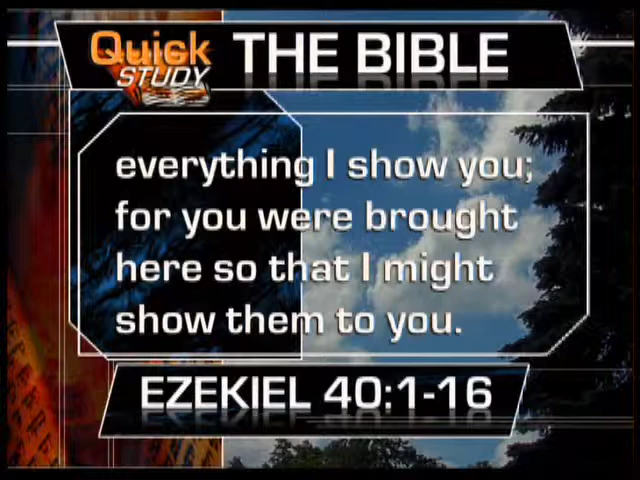 Quick
STUDY
THE BIBLE
everything I show you;
for you were brought
here so that I might
show them to you.
EZEKIEL 40:1-16